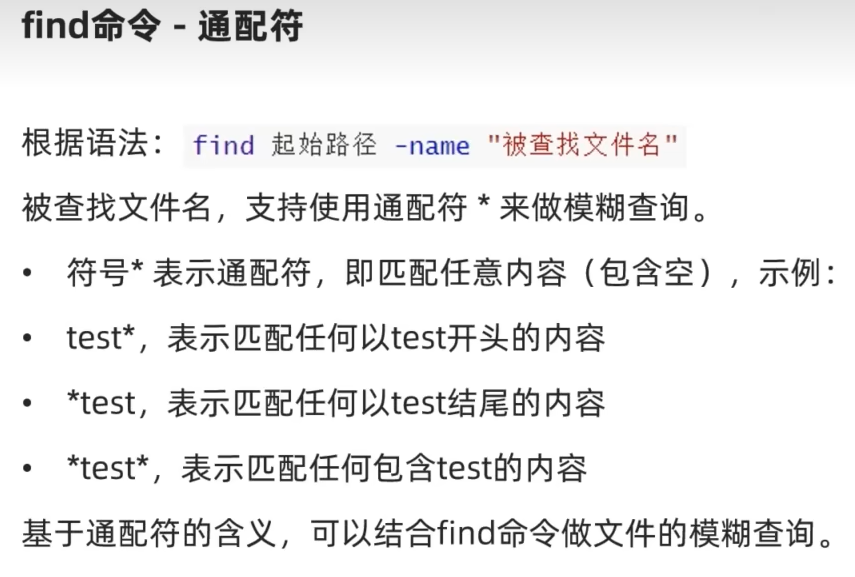 find命令 - 通配符
根据语法： find 起始路径 -name "被查找文件名"
被查找文件名，支持使用通配符 * 来做模糊查询。
• 符号* 表示通配符，即匹配任意内容（包含空），示例：
• test*，表示匹配任何以test开头的内容
• *test，表示匹配任何以test结尾的内容
• *test*，表示匹配任何包含test的内容
基于通配符的含义，可以结合find命令做文件的模糊查询。